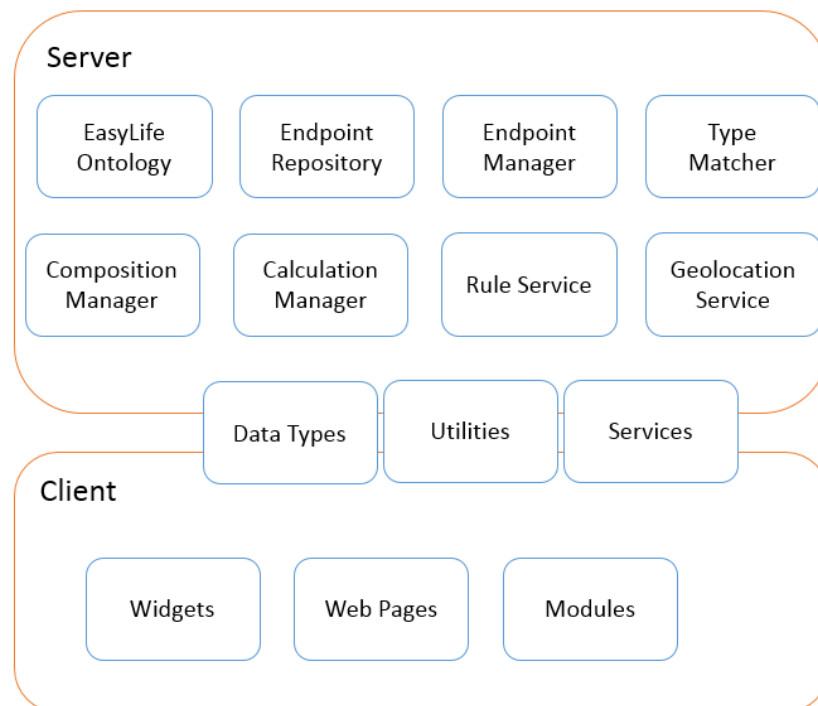 Server
EasyLife
Ontology
Endpoint
Repository
Endpoint
Manager
Type
Matcher
Composition
Manager
Calculation
Manager
Rule Service
Geolocation
Service
Data Types
Utilities
Services
Client
Widgets
Web Pages
Modules